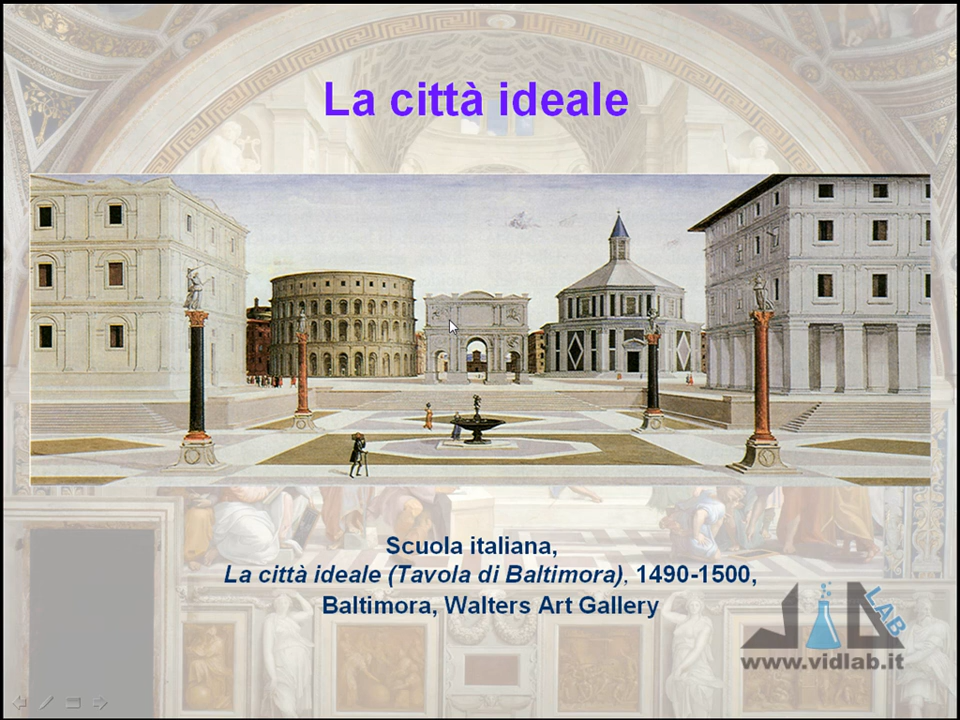 La città ideale
Scuola italiana,
La città ideale (Tavola di Baltimora), 1490-1500,
Baltimora, Walters Art Gallery
LAB
www.vidlab.it